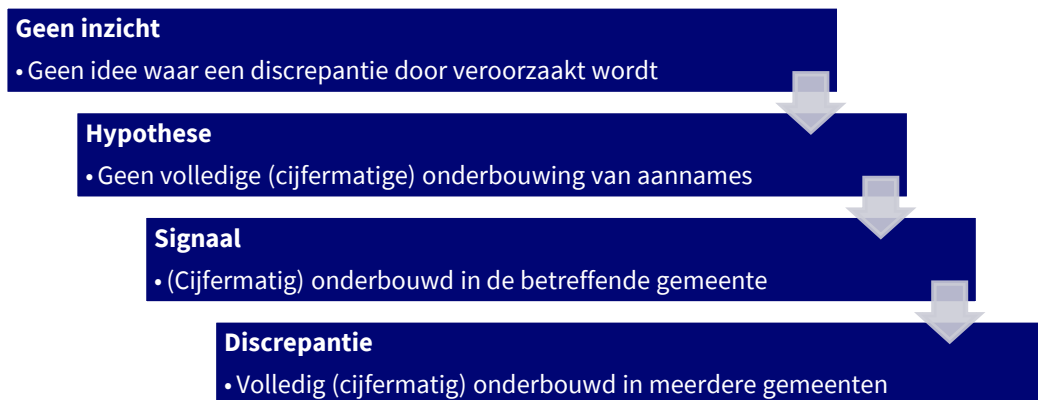 Geen inzicht
• Geen idee waar een discrepantie door veroorzaakt wordt
Hypothese
• Geen volledige (cijfermatige) onderbouwing van aannames
Signaal
• (Cijfermatig) onderbouwd in de betreffende gemeente
Discrepantie
• Volledig (cijfermatig) onderbouwd in meerdere gemeenten